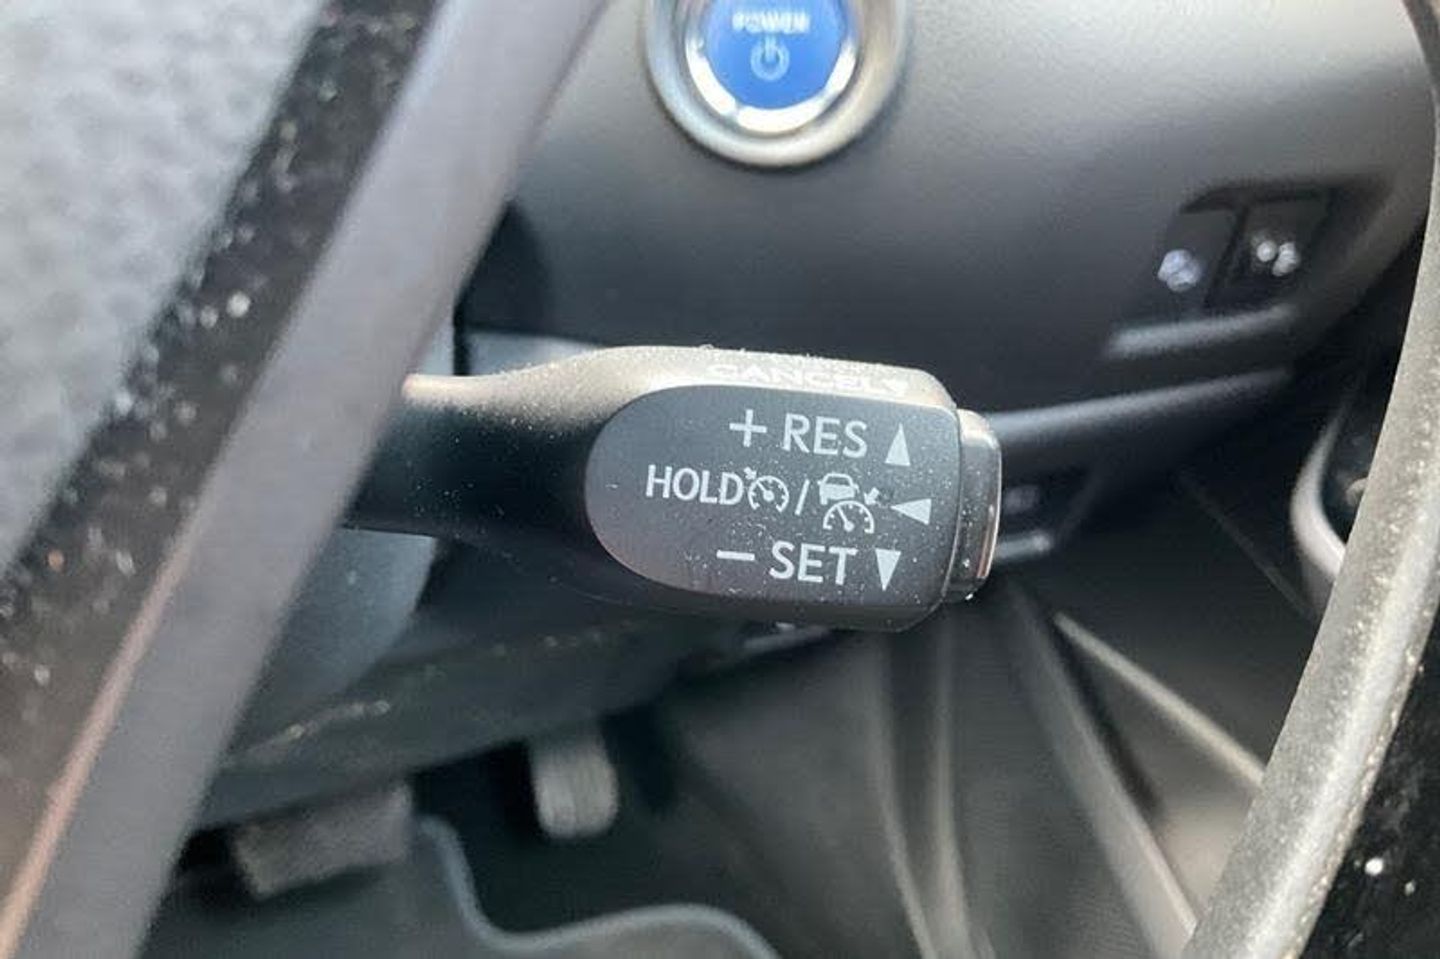 POWER
CANCEL
+ RES ▲
HOLD / ◀
− SET ▼